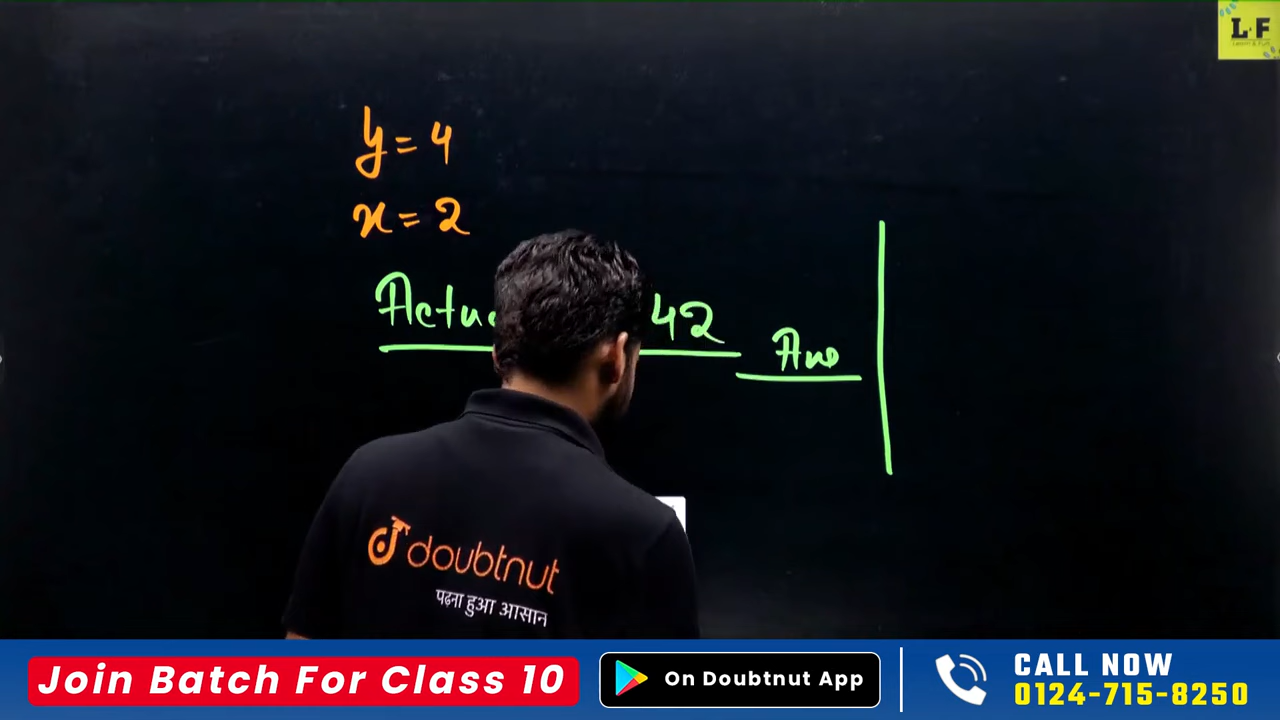 L.F
y = 4
x = 2
42
Ans
doubtnut
पढ़ना हुआ आसान
Join Batch For Class 10
On Doubtnut App
CALL NOW
0124-715-8250